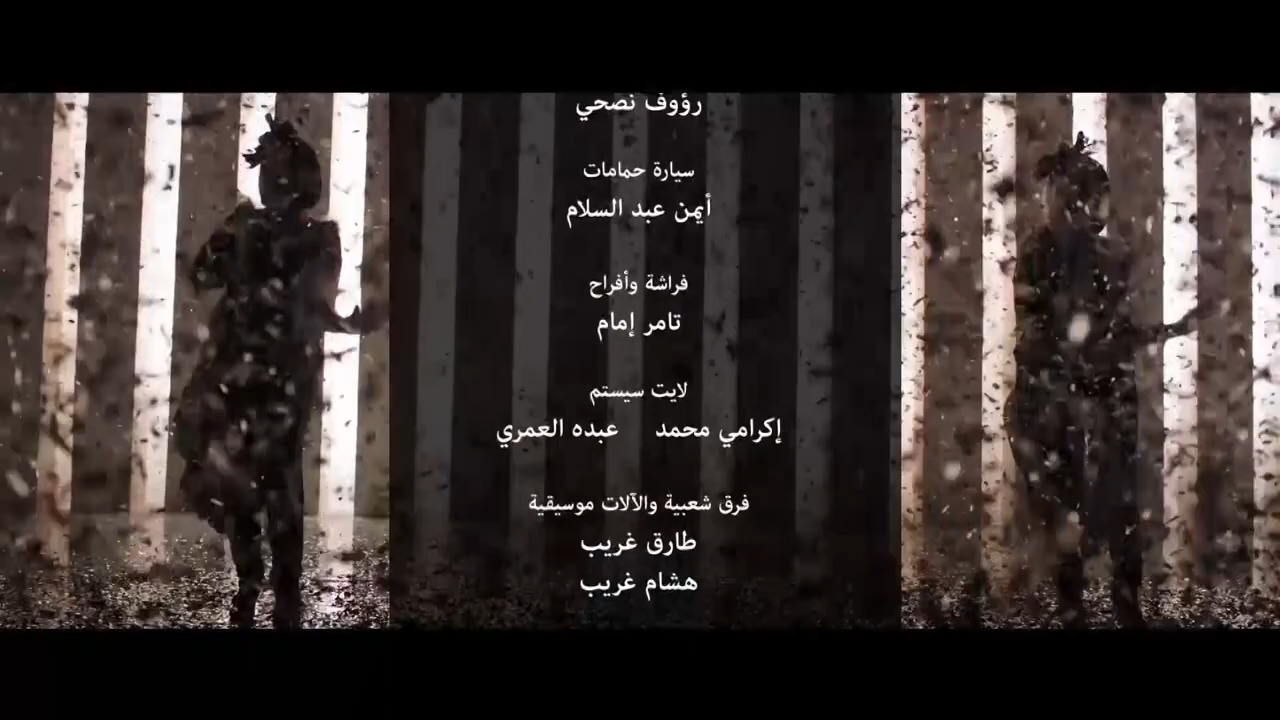 رؤوف نصحي
سيارة حمامات
أيمن عبد السلام
فراشة وأفراح
تامر إمام
لايت سيستم
إكرامي محمد عبده العمري
فرق شعبية والآلات موسيقية
طارق غريب
هشام غريب